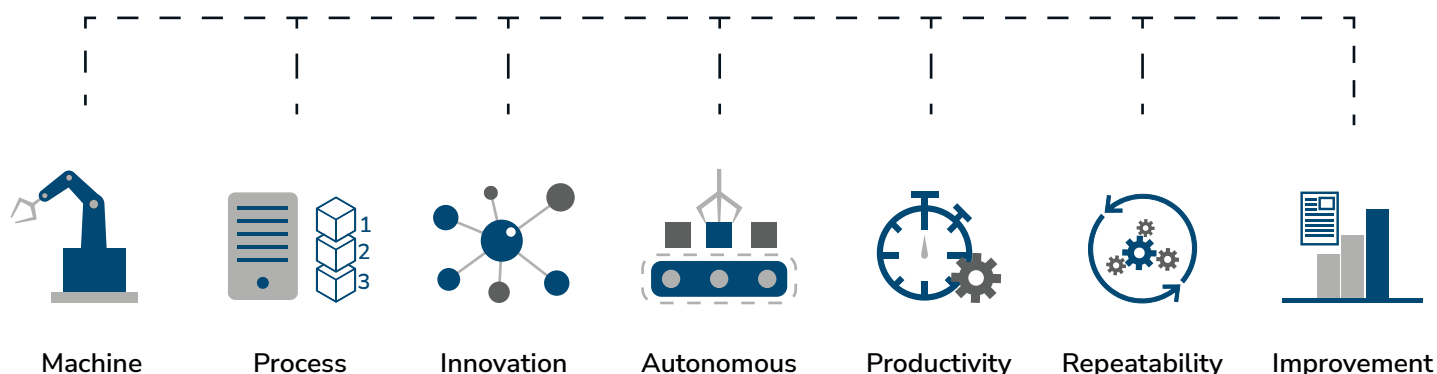 1
2
3
Machine
Process
Innovation
Autonomous
Productivity
Repeatability
Improvement